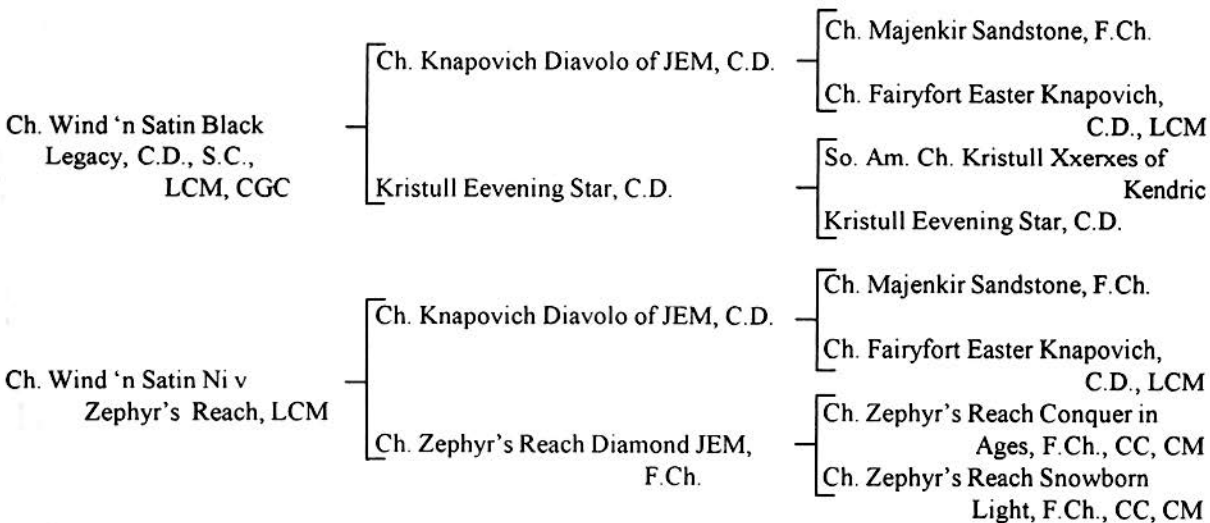 Ch. Majenkir Sandstone, F.Ch.
Ch. Knapovich Diavolo of JEM, C.D.
Ch. Fairyfort Easter Knapovich,
C.D., LCM
Ch. Wind ‘n Satin Black
Legacy, C.D., S.C.,
LCM, CGC
So. Am. Ch. Kristull Xxerxes of
Kendric
Kristull Eevening Star, C.D.
Kristull Eevening Star, C.D.
Ch. Majenkir Sandstone, F.Ch.
Ch. Knapovich Diavolo of JEM, C.D.
Ch. Fairyfort Easter Knapovich,
C.D., LCM
Ch. Wind ‘n Satin Ni v
Zephyr’s Reach, LCM
Ch. Zephyr’s Reach Conquer in
Ages, F.Ch., CC, CM
Ch. Zephyr’s Reach Diamond JEM,
F.Ch.
Ch. Zephyr’s Reach Snowborn
Light, F.Ch., CC, CM